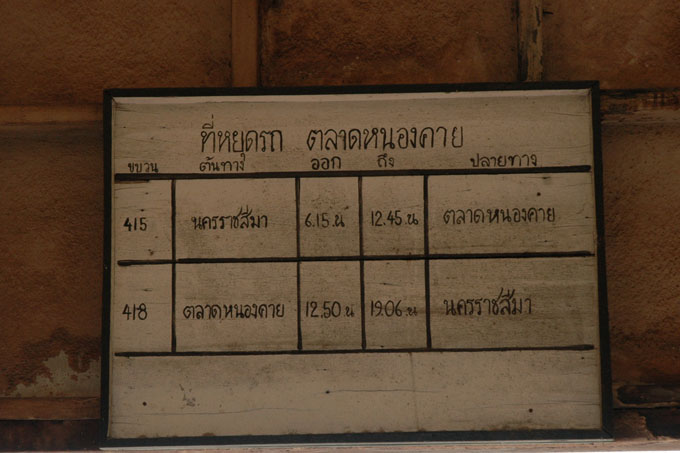 ที่หยุดรถ ตลาดหนองคาย
ขบวน ต้นทาง ออก ถึง ปลายทาง
415 นครราชสีมา 6.15.น 12.45 น ตลาดหนองคาย
418 ตลาดหนองคาย 12.50 น 19.06 .น นครราชสีมา